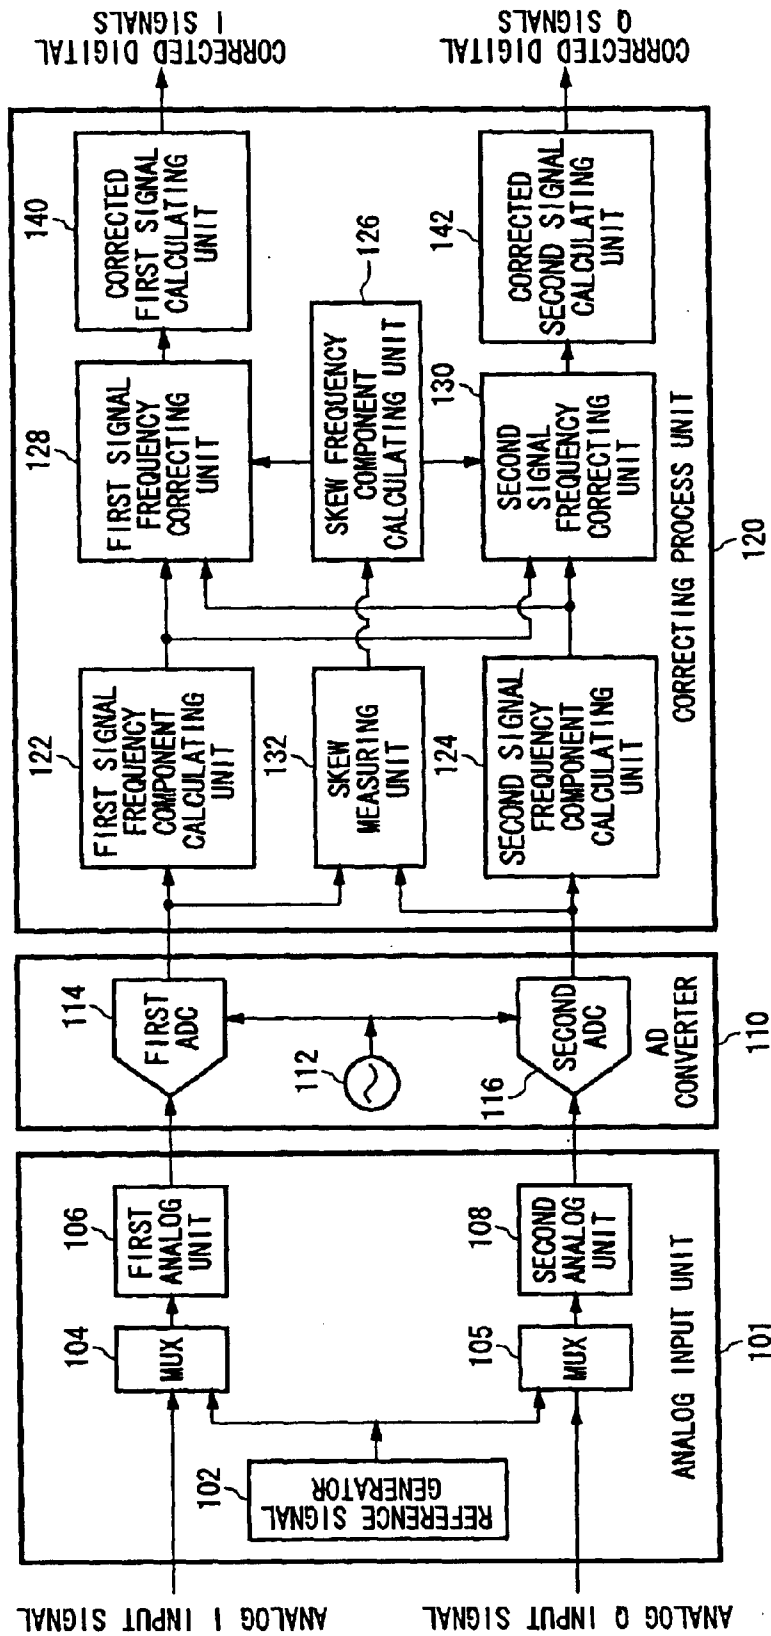 ANALOG I INPUT SIGNAL
ANALOG Q INPUT SIGNAL
REFERENCE SIGNAL
GENERATOR
102
104
MUX
105
MUX
106
FIRST
ANALOG
UNIT
108
SECOND
ANALOG
UNIT
ANALOG INPUT UNIT
101
114
FIRST
ADC
112
116
SECOND
ADC
AD
CONVERTER
110
122
FIRST SIGNAL
FREQUENCY
COMPONENT
CALCULATING
UNIT
132
SKEW
MEASURING
UNIT
124
SECOND SIGNAL
FREQUENCY
COMPONENT
CALCULATING
UNIT
128
FIRST SIGNAL
FREQUENCY
CORRECTING
UNIT
126
SKEW FREQUENCY
COMPONENT
CALCULATING UNIT
130
SECOND
SIGNAL
FREQUENCY
CORRECTING
UNIT
140
CORRECTED
FIRST SIGNAL
CALCULATING
UNIT
142
CORRECTED
SECOND SIGNAL
CALCULATING
UNIT
CORRECTING PROCESS UNIT
120
CORRECTED DIGITAL
I SIGNALS
CORRECTED DIGITAL
Q SIGNALS